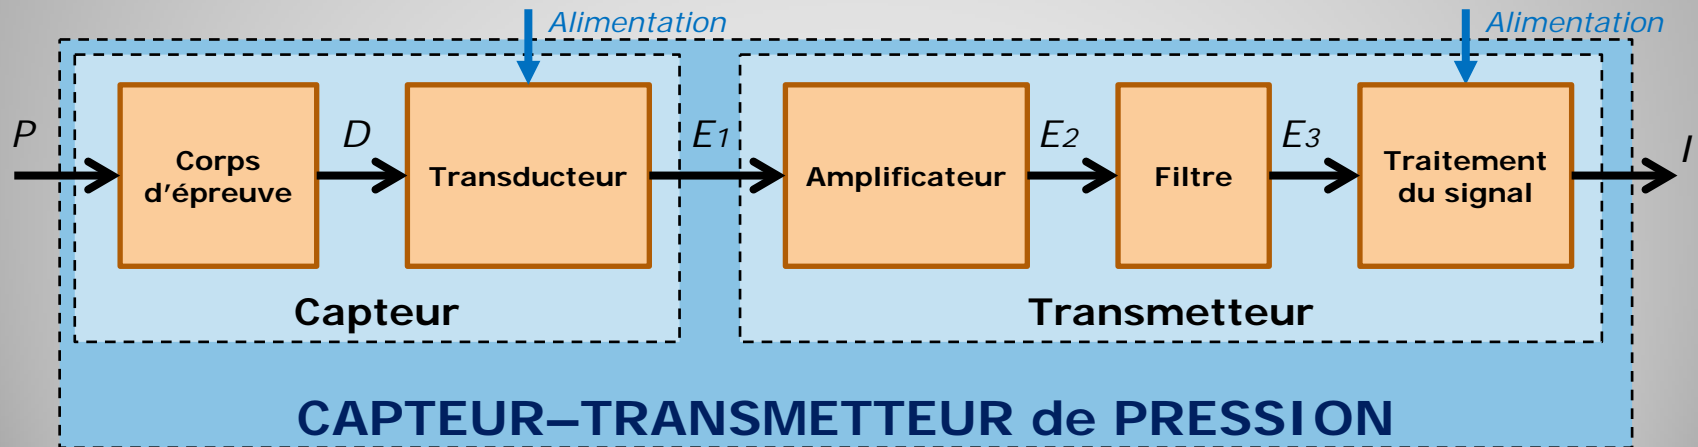 Alimentation
Alimentation
P
Corps
d'épreuve
D
Transducteur
E1
Amplificateur
E2
Filtre
E3
Traitement
du signal
I
Capteur
Transmetteur
CAPTEUR–TRANSMETTEUR de PRESSION